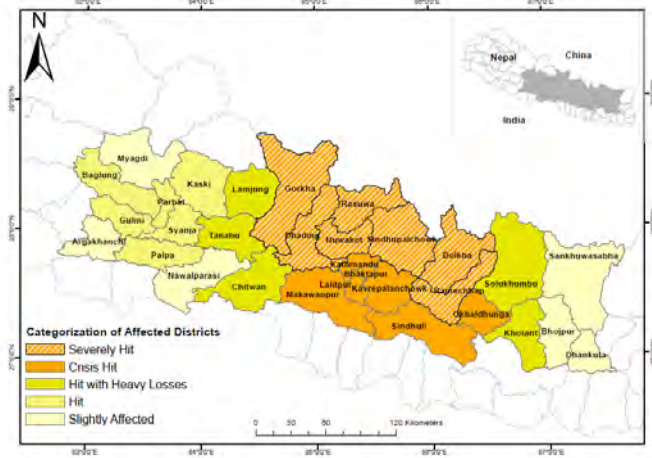 N
Nepal
China
India
Myagdi
Baglung
Kaski
Lamjung
Gorkha
Rasuwa
Parbat
Gulmi
Syanja
Tanahu
Dhading
Nuwakot
Sindhupalchowk
Dolkha
Sankhuwasabha
Argakhanchi
Palpa
Nawalparasi
Chitwan
Kathmandu
Bhaktapur
Lalitpur
Kavrepalanchowk
Ramechhap
Solukhumbu
Makawanpur
Okhaldhunga
Sindhuli
Khotang
Bhojpur
Dhankuta
Categorization of Affected Districts
Severely Hit
Crisis Hit
Hit with Heavy Losses
Hit
Slightly Affected
0 30 60 120 Kilometers